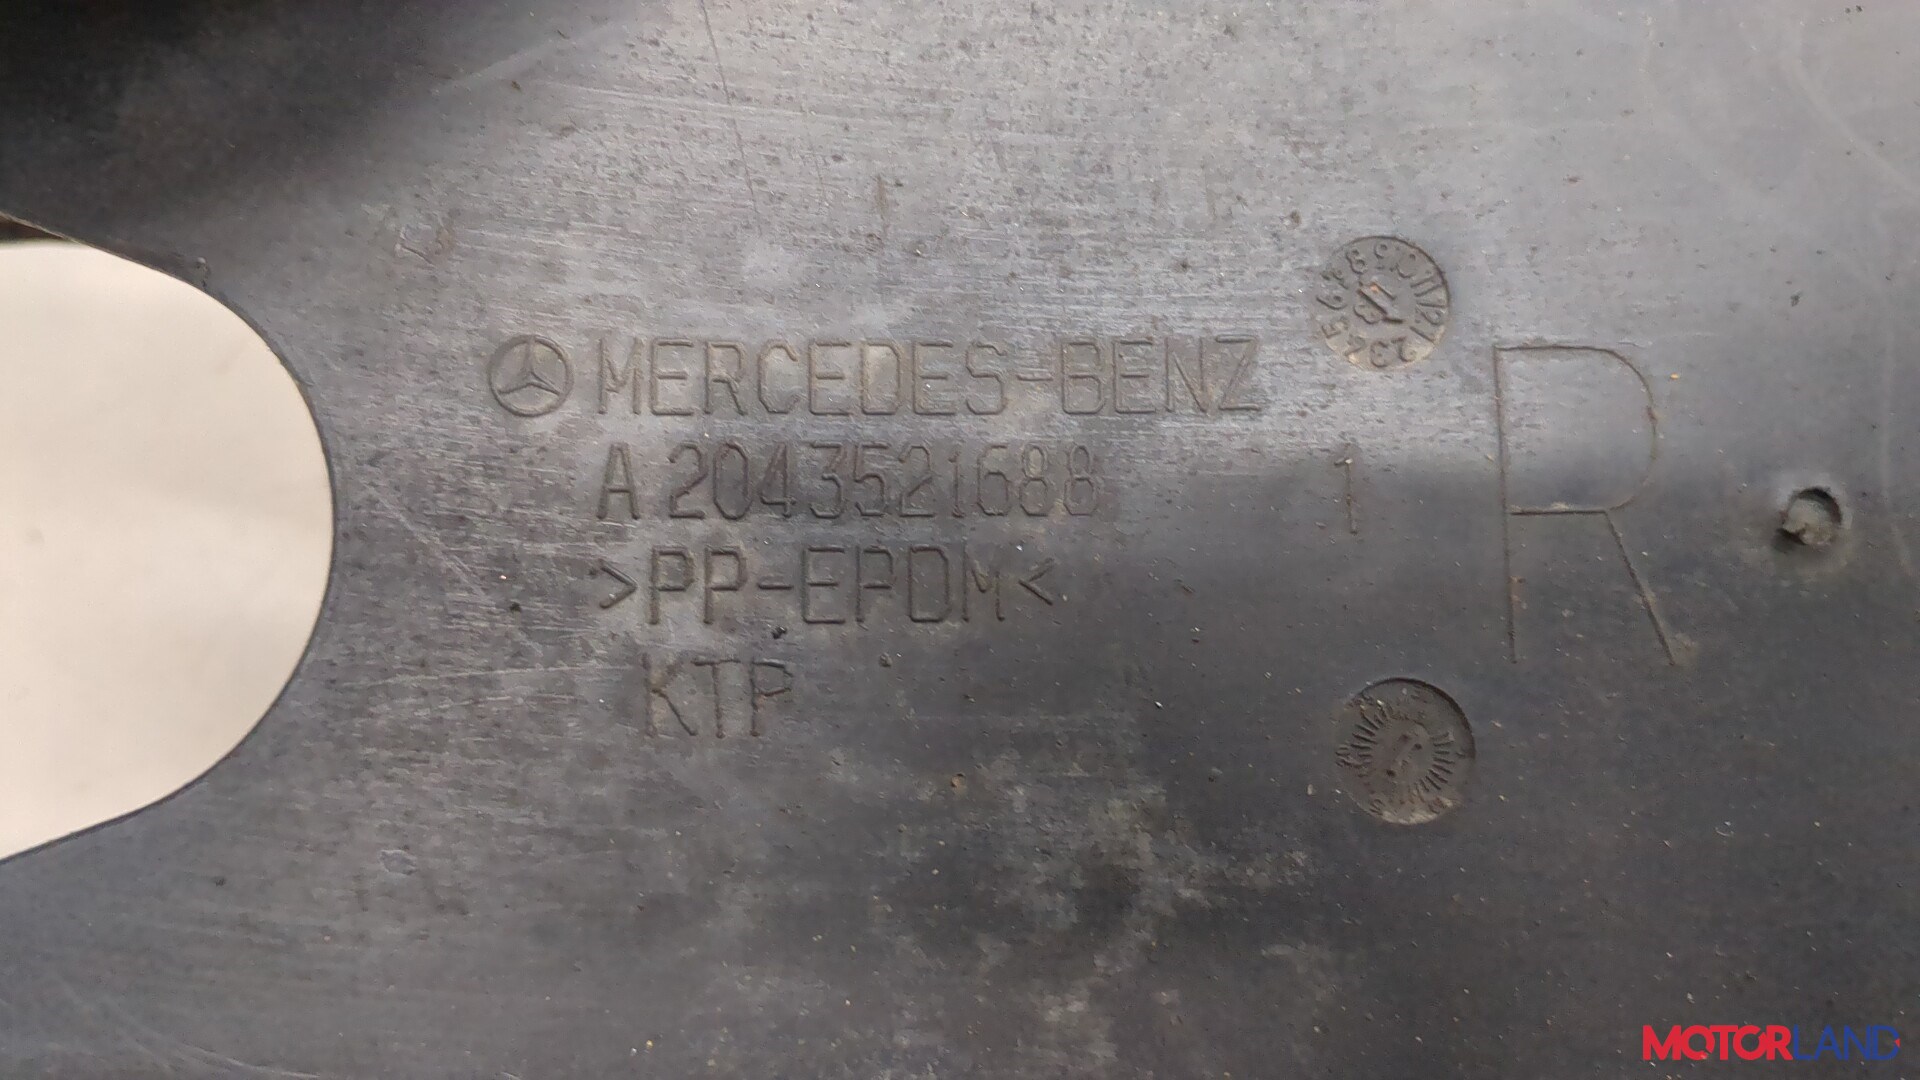 MERCEDES-BENZ
A 2043521688 1
>PP-EPDM<
KTP
R
MOTORLAND